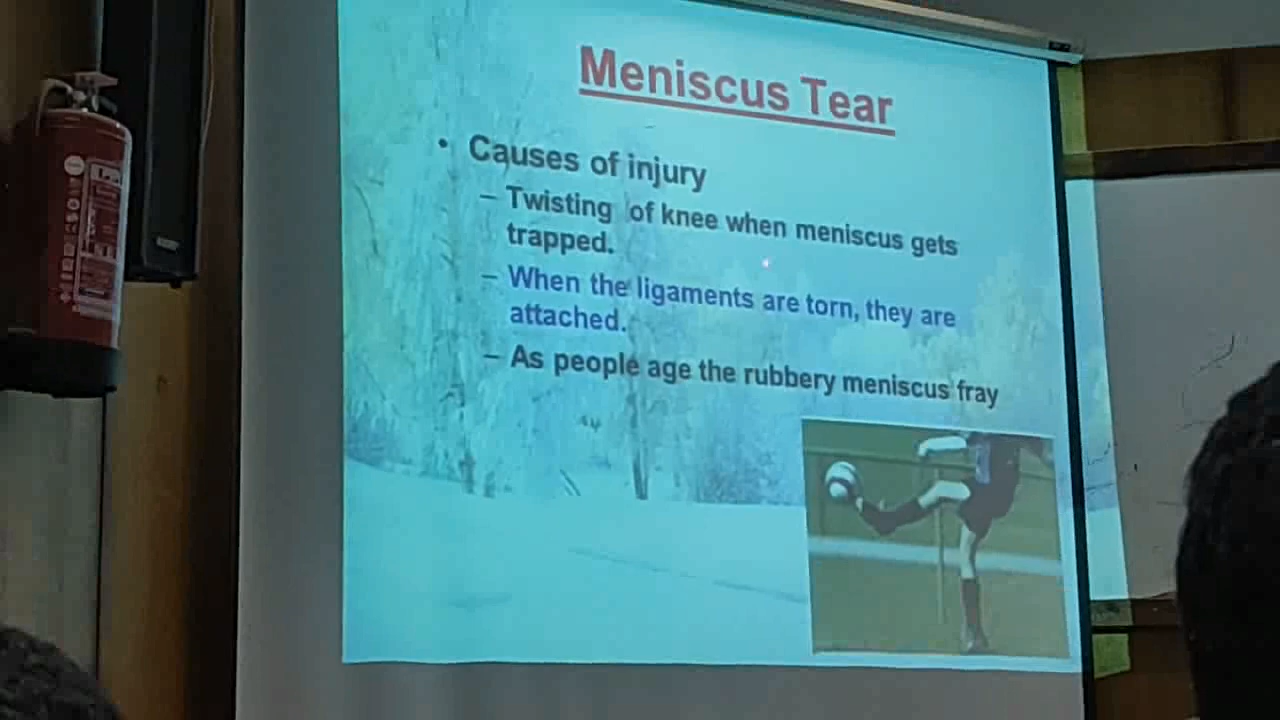 Meniscus Tear
• Causes of injury
– Twisting of knee when meniscus gets
trapped.
– When the ligaments are torn, they are
attached.
– As people age the rubbery meniscus fray